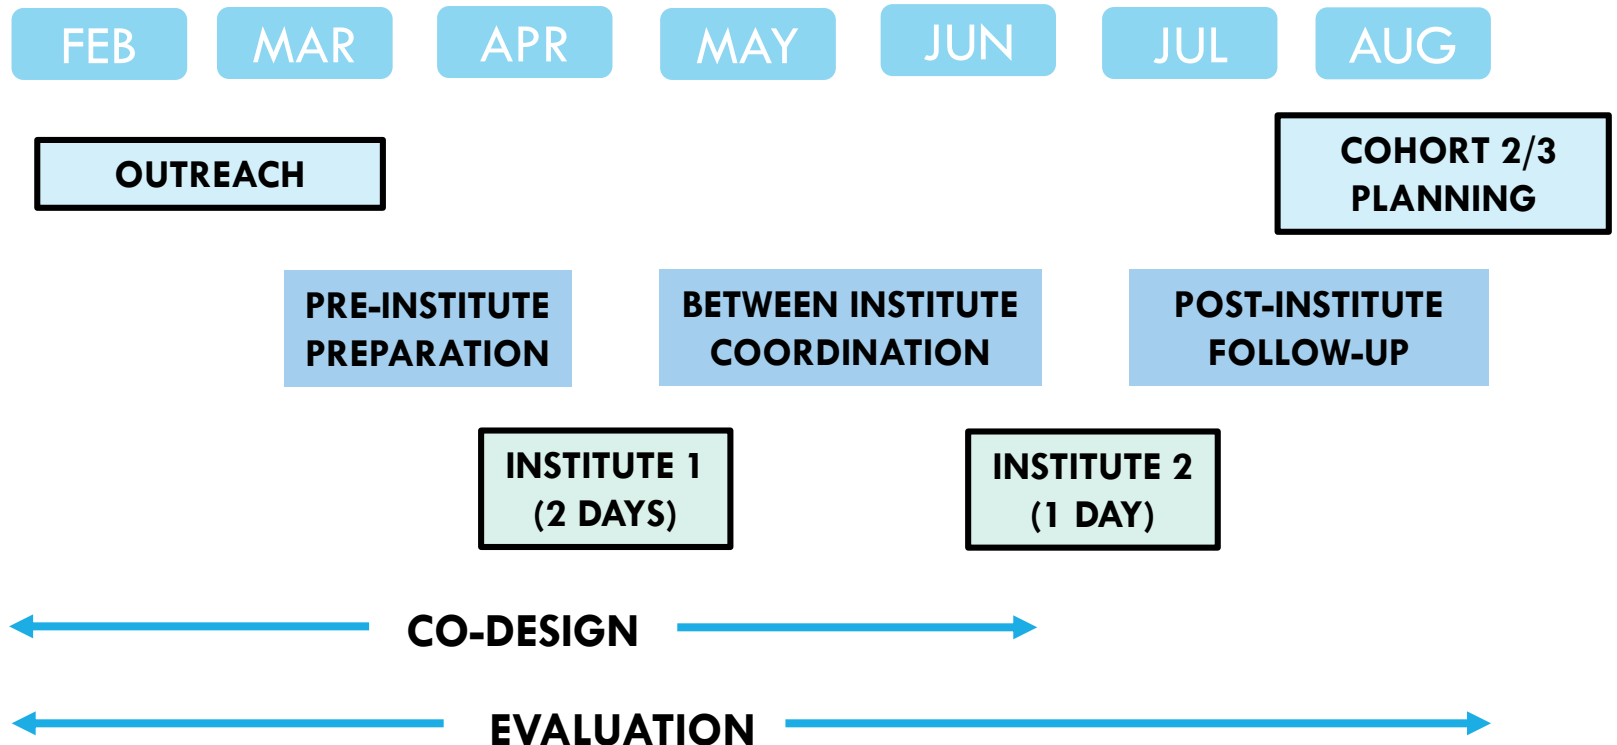 FEB MAR APR MAY JUN JUL AUG
OUTREACH
COHORT 2/3
PLANNING
PRE-INSTITUTE
PREPARATION
BETWEEN INSTITUTE
COORDINATION
POST-INSTITUTE
FOLLOW-UP
INSTITUTE 1
(2 DAYS)
INSTITUTE 2
(1 DAY)
CO-DESIGN
EVALUATION